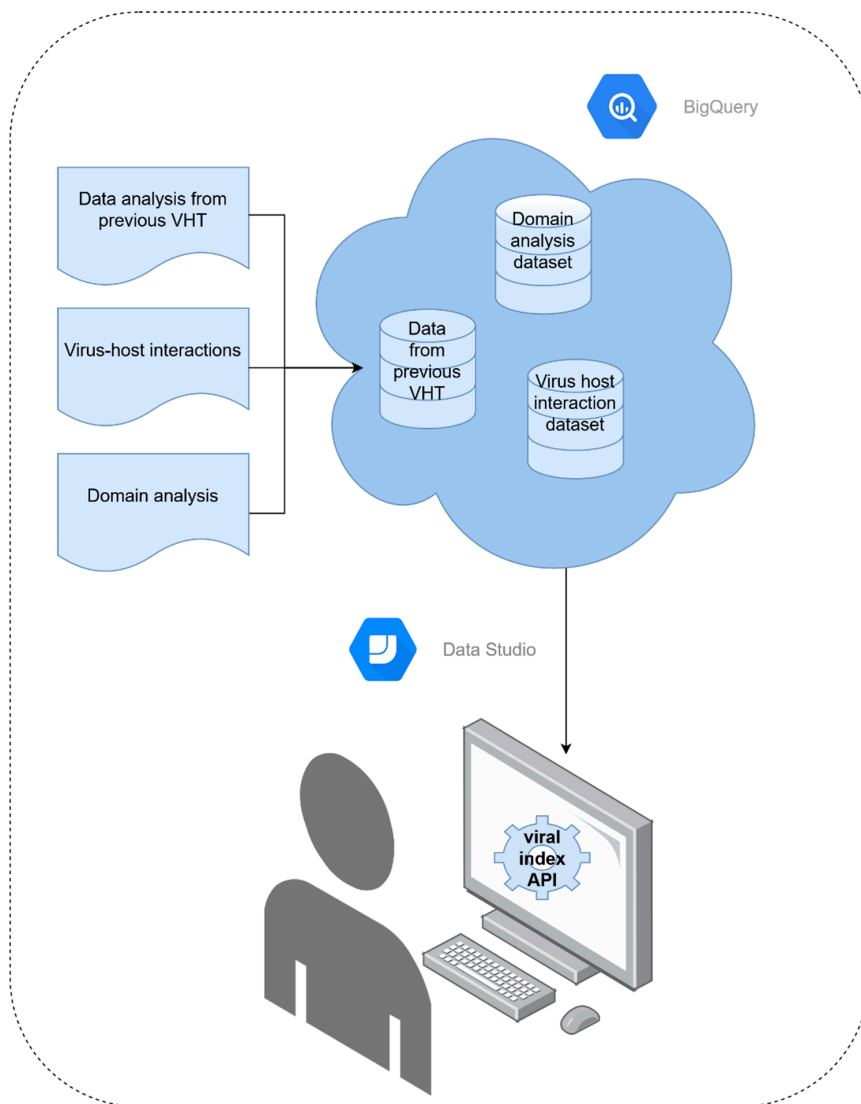 BigQuery
Data analysis from
previous VHT
Domain
analysis
dataset
Virus-host interactions
Data
from
previous
VHT
Virus host
interaction
dataset
Domain analysis
Data Studio
viral
index
API